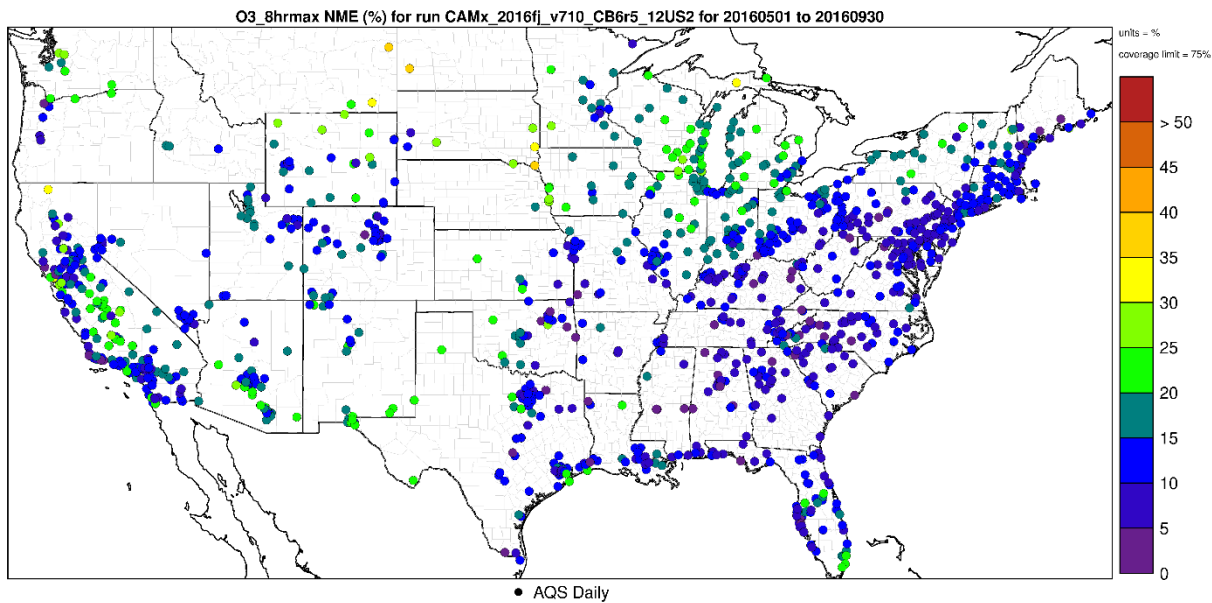 O3_8hrmax NME (%) for run CAMx_2016fj_v710_CB6r5_12US2 for 20160501 to 20160930
units = %
coverage limit = 75%
> 50
45
40
35
30
25
20
15
10
5
0
AQS Daily